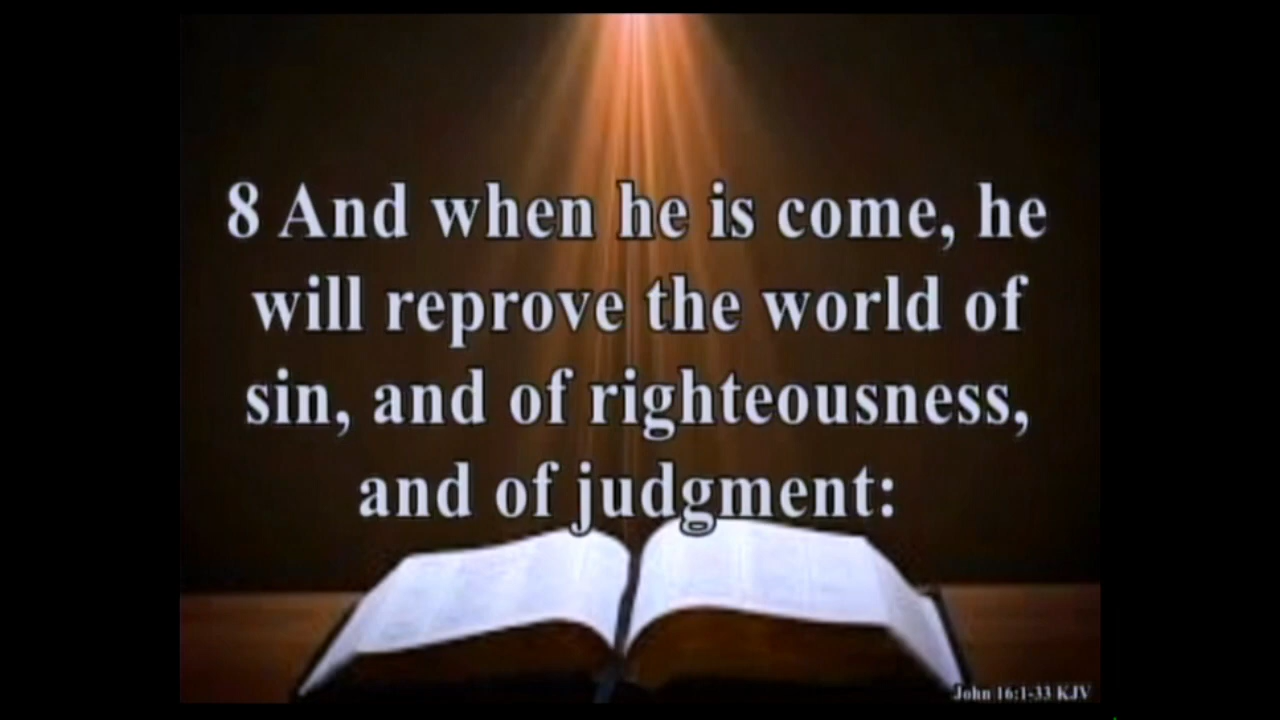 8 And when he is come, he
will reprove the world of
sin, and of righteousness,
and of judgment:
John 16:1-33 KJV